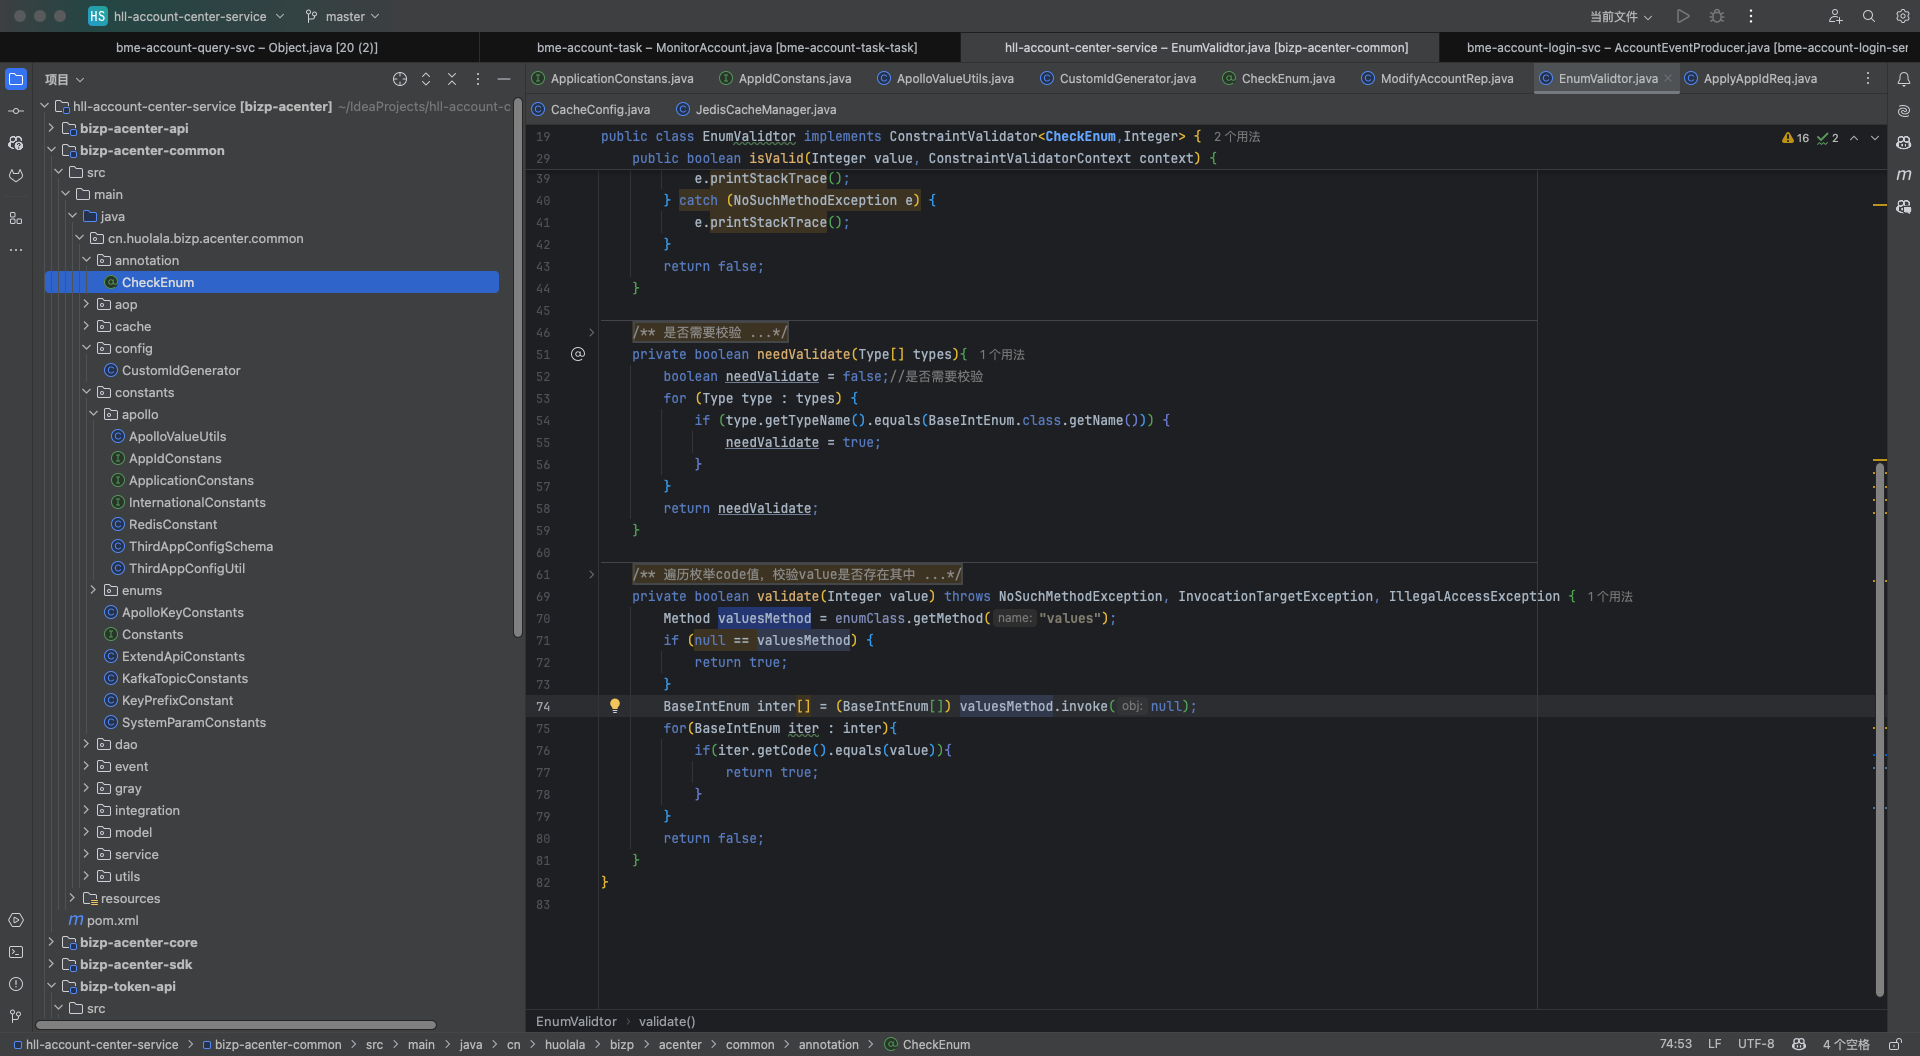 HS hll-account-center-service master 当前文件
bme-account-query-svc – Object.java [20 (2)]
bme-account-task – MonitorAccount.java [bme-account-task-task]
hll-account-center-service – EnumValidtor.java [bizp-acenter-common]
bme-account-login-svc – AccountEventProducer.java [bme-account-login-ser
项目
ApplicationConstans.java
AppIdConstans.java
ApolloValueUtils.java
CustomIdGenerator.java
CheckEnum.java
ModifyAccountRep.java
EnumValidtor.java
ApplyAppIdReq.java
CacheConfig.java
JedisCacheManager.java
hll-account-center-service [bizp-acenter] ~/IdeaProjects/hll-account-c
bizp-acenter-api
bizp-acenter-common
src
main
java
cn.huolala.bizp.acenter.common
annotation
CheckEnum
aop
cache
config
CustomIdGenerator
constants
apollo
ApolloValueUtils
AppIdConstans
ApplicationConstans
InternationalConstants
RedisConstant
ThirdAppConfigSchema
ThirdAppConfigUtil
enums
ApolloKeyConstants
Constants
ExtendApiConstants
KafkaTopicConstants
KeyPrefixConstant
SystemParamConstants
dao
event
gray
integration
model
service
utils
resources
pom.xml
bizp-acenter-core
bizp-acenter-sdk
bizp-token-api
src
19 public class EnumValidtor implements ConstraintValidator<CheckEnum,Integer> { 2个用法
16 2
29 public boolean isValid(Integer value, ConstraintValidatorContext context) {
39 e.printStackTrace();
40 } catch (NoSuchMethodException e) {
41 e.printStackTrace();
42 }
43 return false;
44 }
45
46 /** 是否需要校验 ...*/
51 private boolean needValidate(Type[] types){ 1个用法
52 boolean needValidate = false;//是否需要校验
53 for (Type type : types) {
54 if (type.getTypeName().equals(BaseIntEnum.class.getName())) {
55 needValidate = true;
56 }
57 }
58 return needValidate;
59 }
60
61 /** 遍历枚举code值，校验value是否存在其中 ...*/
69 private boolean validate(Integer value) throws NoSuchMethodException, InvocationTargetException, IllegalAccessException { 1个用法
70 Method valuesMethod = enumClass.getMethod( name: "values");
71 if (null == valuesMethod) {
72 return true;
73 }
74 BaseIntEnum inter[] = (BaseIntEnum[]) valuesMethod.invoke( obj: null);
75 for(BaseIntEnum iter : inter){
76 if(iter.getCode().equals(value)){
77 return true;
78 }
79 }
80 return false;
81 }
82 }
83
EnumValidtor › validate()
hll-account-center-service > bizp-acenter-common > src > main > java > cn > huolala > bizp > acenter > common > annotation > CheckEnum
74:53 LF UTF-8 4 个空格